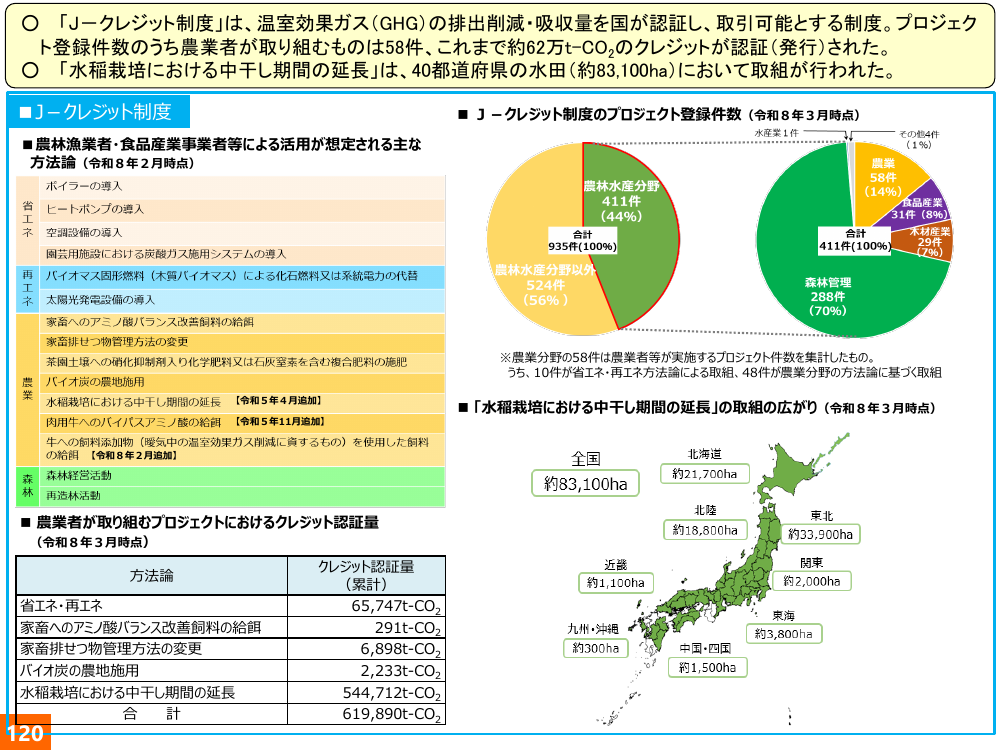 ○　「Jークレジット制度」は、温室効果ガス（GHG）の排出削減・吸収量を国が認証し、取引可能とする制度。プロジェク
ト登録件数のうち農業者が取り組むものは58件、これまで約62万t-CO2のクレジットが認証（発行）された。
○　「水稲栽培における中干し期間の延長」は、40都道府県の水田（約83,100ha）において取組が行われた。
■Jークレジット制度
■農林漁業者・食品産業事業者等による活用が想定される主な
方法論（令和８年２月時点）
省エネ
ボイラーの導入
ヒートポンプの導入
空調設備の導入
園芸用施設における炭酸ガス施用システムの導入
再エネ
バイオマス固形燃料（木質バイオマス）による化石燃料又は系統電力の代替
太陽光発電設備の導入
農業
家畜へのアミノ酸バランス改善飼料の給餌
家畜排せつ物管理方法の変更
茶園土壌への硝化抑制剤入り化学肥料又は石灰窒素を含む複合肥料の施肥
バイオ炭の農地施用
水稲栽培における中干し期間の延長　【令和５年４月追加】
肉用牛へのバイパスアミノ酸の給餌　【令和５年11月追加】
牛への飼料添加物（曖気中の温室効果ガス削減に資するもの）を使用した飼料
の給餌　【令和８年２月追加】
森林
森林経営活動
再造林活動
■ 農業者が取り組むプロジェクトにおけるクレジット認証量
（令和８年３月時点）
方法論
クレジット認証量
（累計）
省エネ・再エネ 65,747t-CO2
家畜へのアミノ酸バランス改善飼料の給餌 291t-CO2
家畜排せつ物管理方法の変更 6,898t-CO2
バイオ炭の農地施用 2,233t-CO2
水稲栽培における中干し期間の延長 544,712t-CO2
合　計 619,890t-CO2
120
■ Ｊ－クレジット制度のプロジェクト登録件数（令和８年３月時点）
農林水産分野
411件
（44%）
合計
935件(100%)
農林水産分野以外
524件
（56% ）
水産業１件
その他4件
（1%）
農業
58件
（14%）
食品産業
31件（8%）
木材産業
29件
（7%）
合計
411件(100%)
森林管理
288件
（70%）
※農業分野の58件は農業者等が実施するプロジェクト件数を集計したもの。
うち、10件が省エネ・再エネ方法論による取組、48件が農業分野の方法論に基づく取組
■「水稲栽培における中干し期間の延長」の取組の広がり（令和８年３月時点）
全国
約83,100ha
北海道
約21,700ha
北陸
約18,800ha
東北
約33,900ha
近畿
約1,100ha
関東
約2,000ha
東海
約3,800ha
九州・沖縄
約300ha
中国・四国
約1,500ha